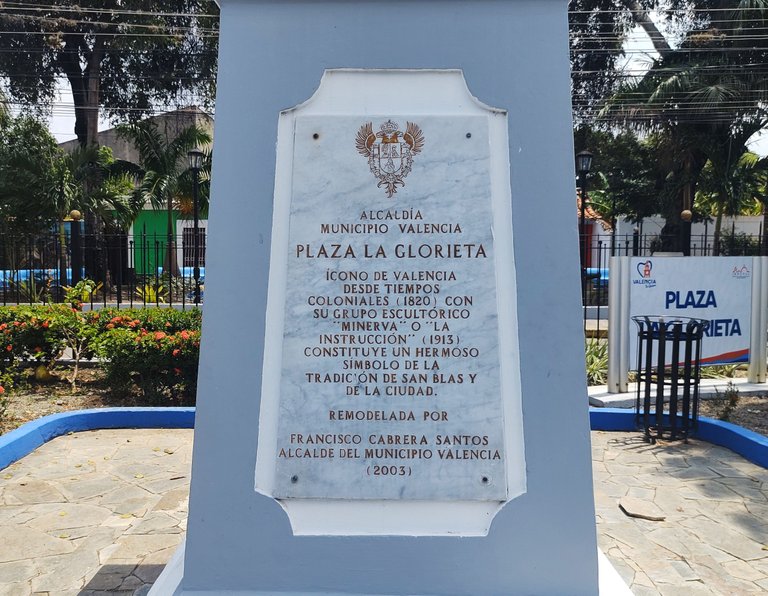 ALCALDÍA
MUNICIPIO VALENCIA
PLAZA LA GLORIETA
ÍCONO DE VALENCIA
DESDE TIEMPOS
COLONIALES (1820) CON
SU GRUPO ESCULTÓRICO
"MINERVA" O "LA
INSTRUCCIÓN" (1913)
CONSTITUYE UN HERMOSO
SÍMBOLO DE LA
TRADICIÓN DE SAN BLAS Y
DE LA CIUDAD.
REMODELADA POR
FRANCISCO CABRERA SANTOS
ALCALDE DEL MUNICIPIO VALENCIA
(2003)
VALENCIA
PLAZA